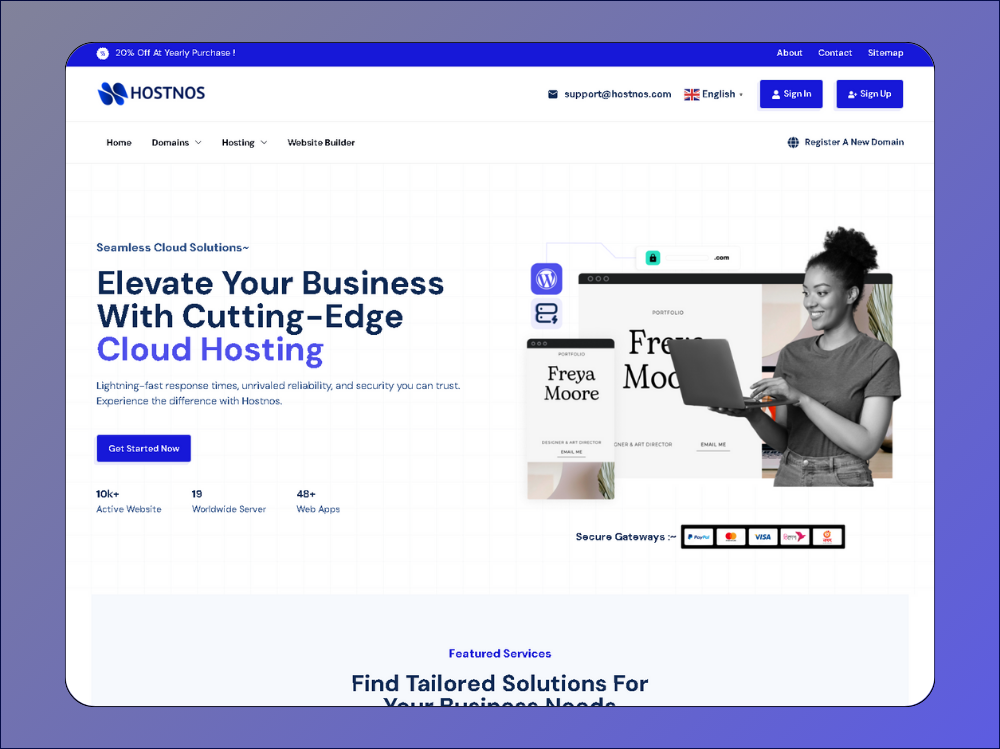 20% Off At Yearly Purchase !
About Contact Sitemap
HOSTNOS
support@hostnos.com English Sign In Sign Up
Home Domains Hosting Website Builder
Register A New Domain
Seamless Cloud Solutions~
Elevate Your Business
With Cutting-Edge
Cloud Hosting
Lightning-fast response times, unrivaled reliability, and security you can trust.
Experience the difference with Hostnos.
Get Started Now
10k+
Active Website
19
Worldwide Server
48+
Web Apps
.com
PORTFOLIO
PORTFOLIO
Freya
Moore
DESIGNER & ART DIRECTOR
EMAIL ME
ART DIRECTOR
EMAIL ME
Secure Gateways :~ PayPal VISA
Featured Services
Find Tailored Solutions For
Your Business Needs